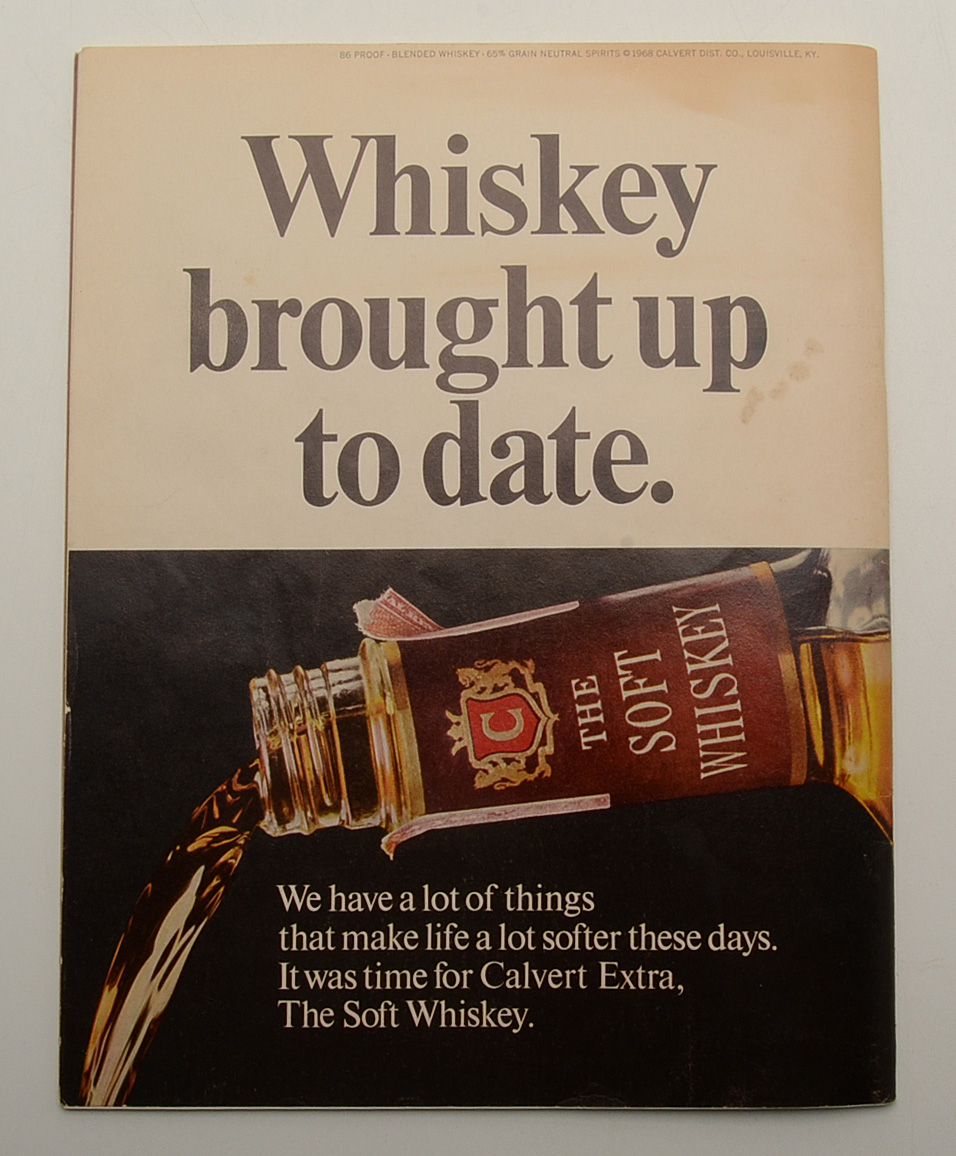 86 PROOF • BLENDED WHISKEY • 65% GRAIN NEUTRAL SPIRITS © 1968 CALVERT DIST. CO., LOUISVILLE, KY.
Whiskey
brought up
to date.
C
THE
SOFT
WHISKEY
We have a lot of things
that make life a lot softer these days.
It was time for Calvert Extra,
The Soft Whiskey.